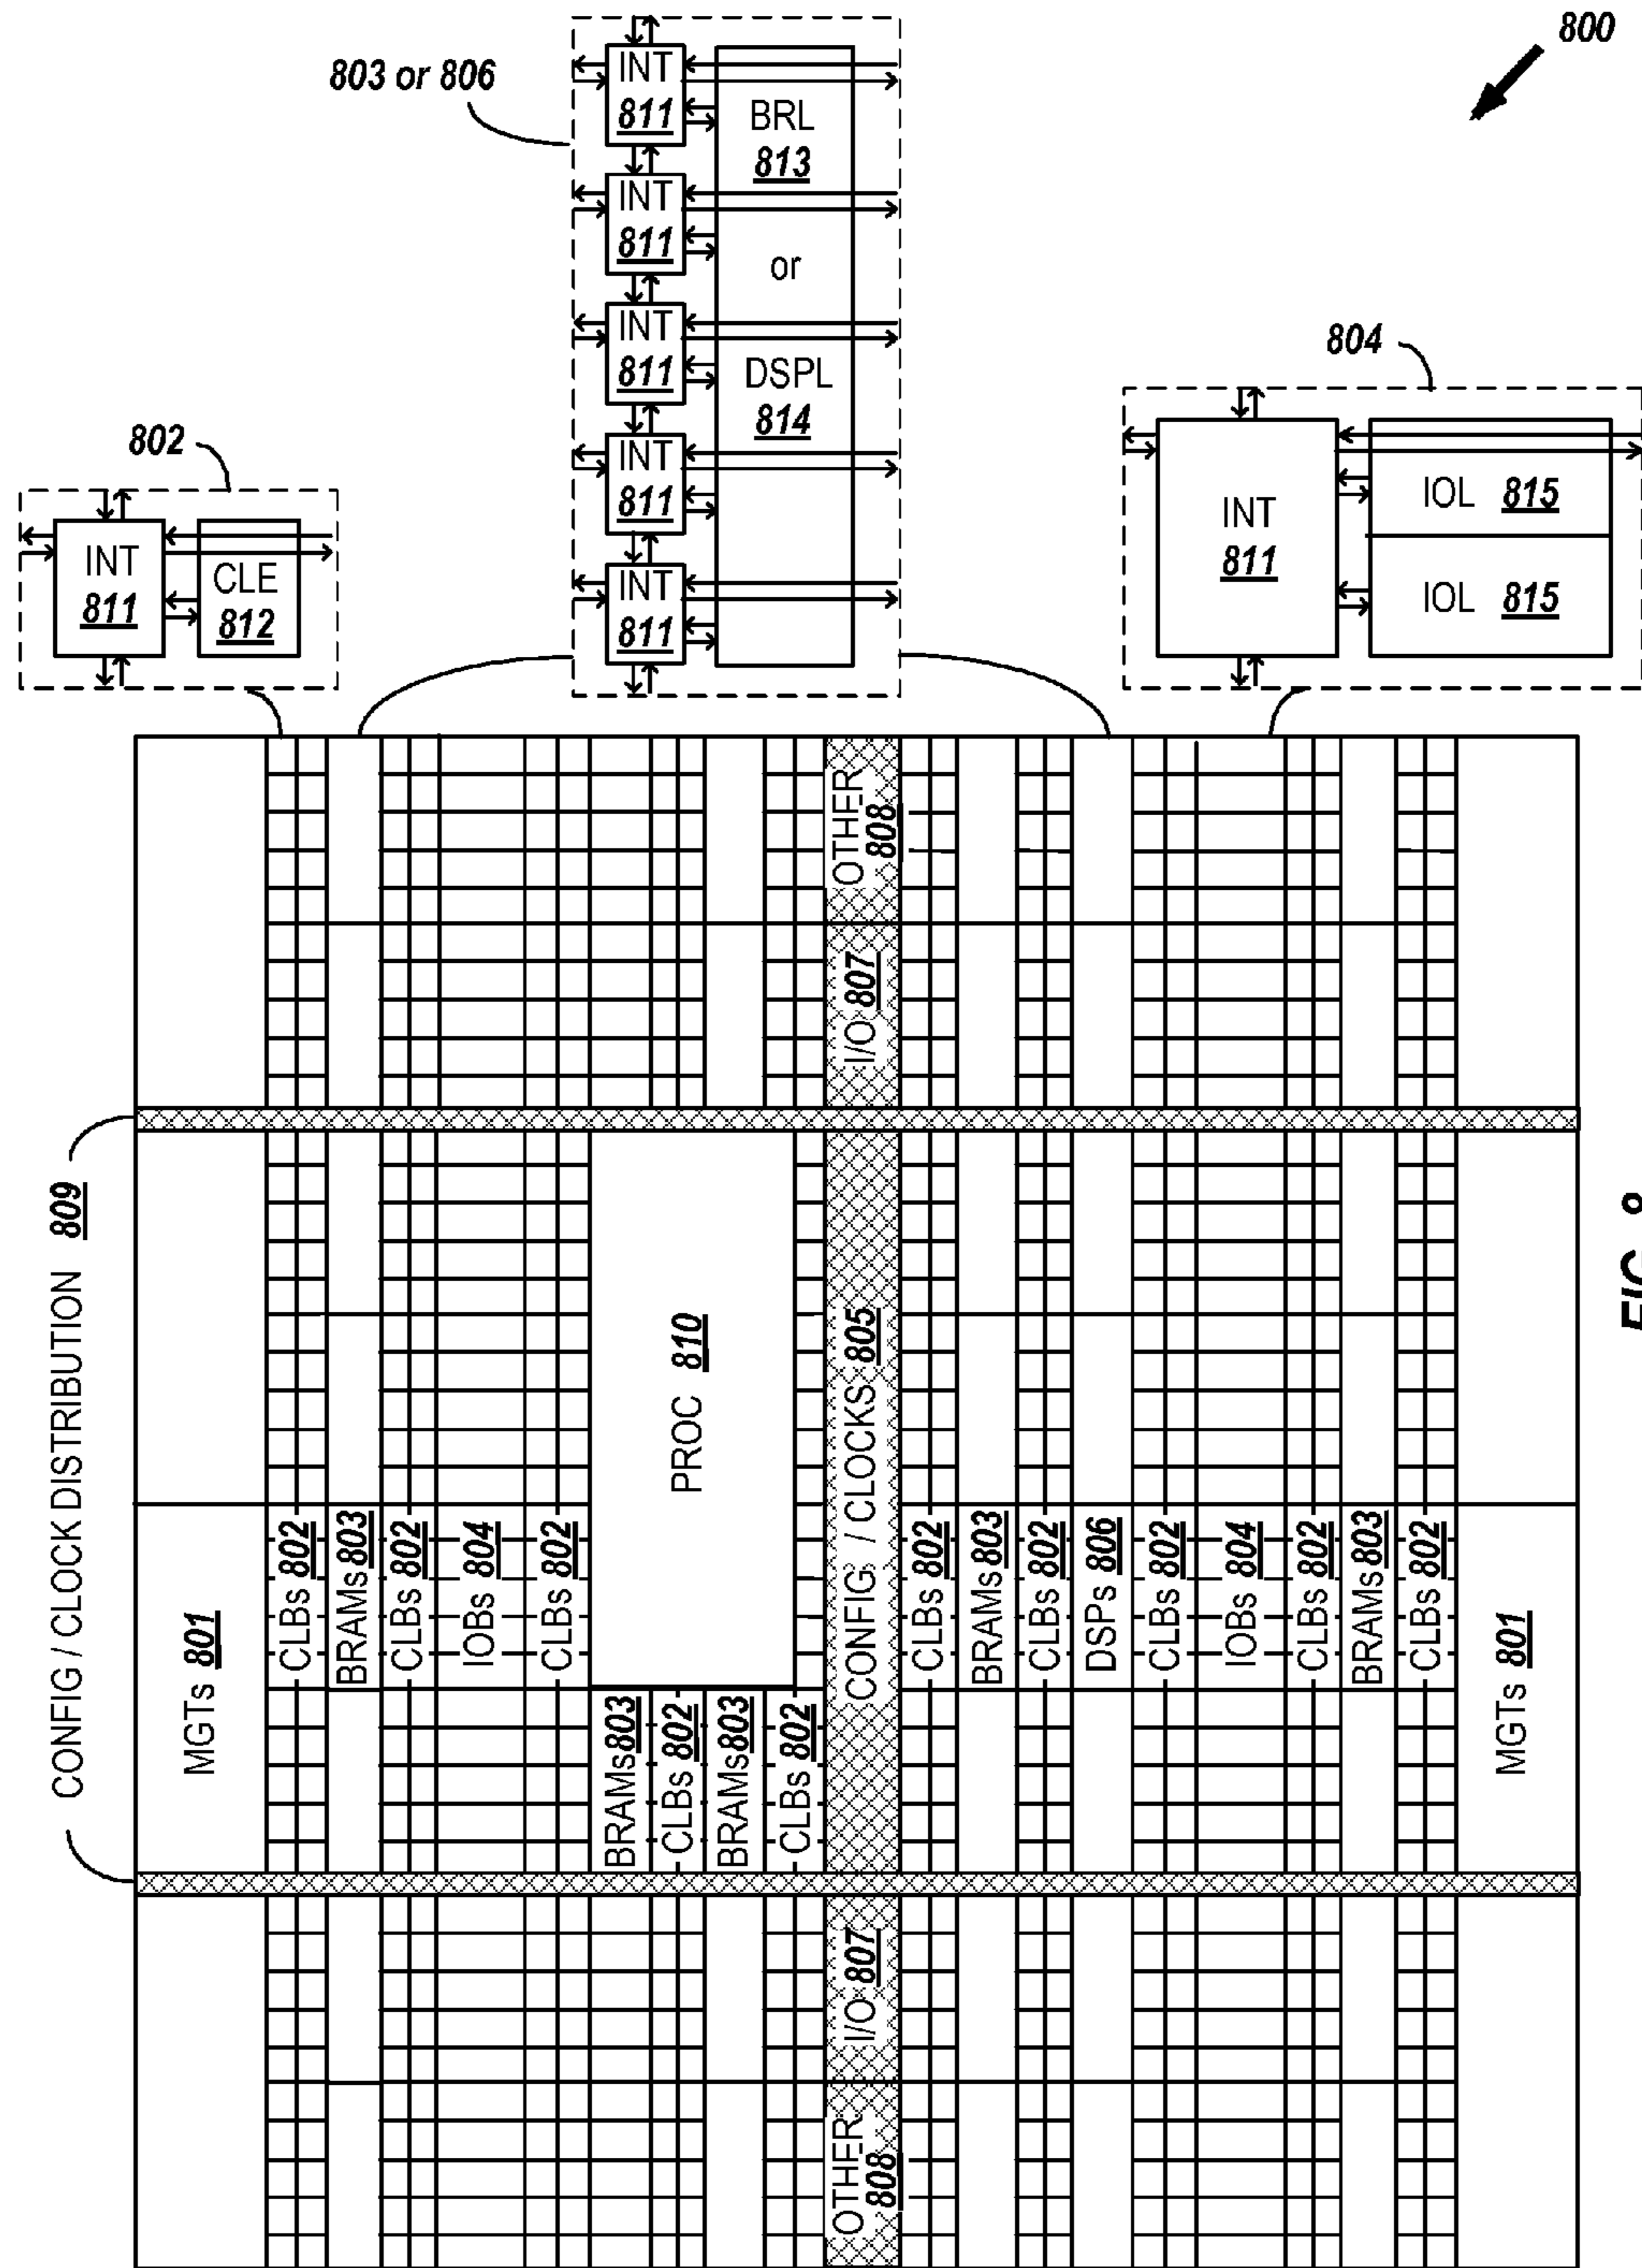 800
803 or 806
INT
811
INT
811
INT
811
INT
811
INT
811
BRL
813
or
DSPL
814
804
INT
811
IOL 815
IOL 815
802
INT
811
CLE
812
CONFIG / CLOCK DISTRIBUTION 809
MGTs 801
CLBs 802
BRAMs 803
CLBs 802
IOBs 804
CLBs 802
BRAMs 803
CLBs 802
BRAMs 803
CLBs 802
PROC 810
OTHER
808
I/O 807
CONFIG / CLOCKS 805
I/O 807
OTHER
808
CLBs 802
BRAMs 803
CLBs 802
DSPs 806
CLBs 802
IOBs 804
CLBs 802
BRAMs 803
CLBs 802
MGTs 801